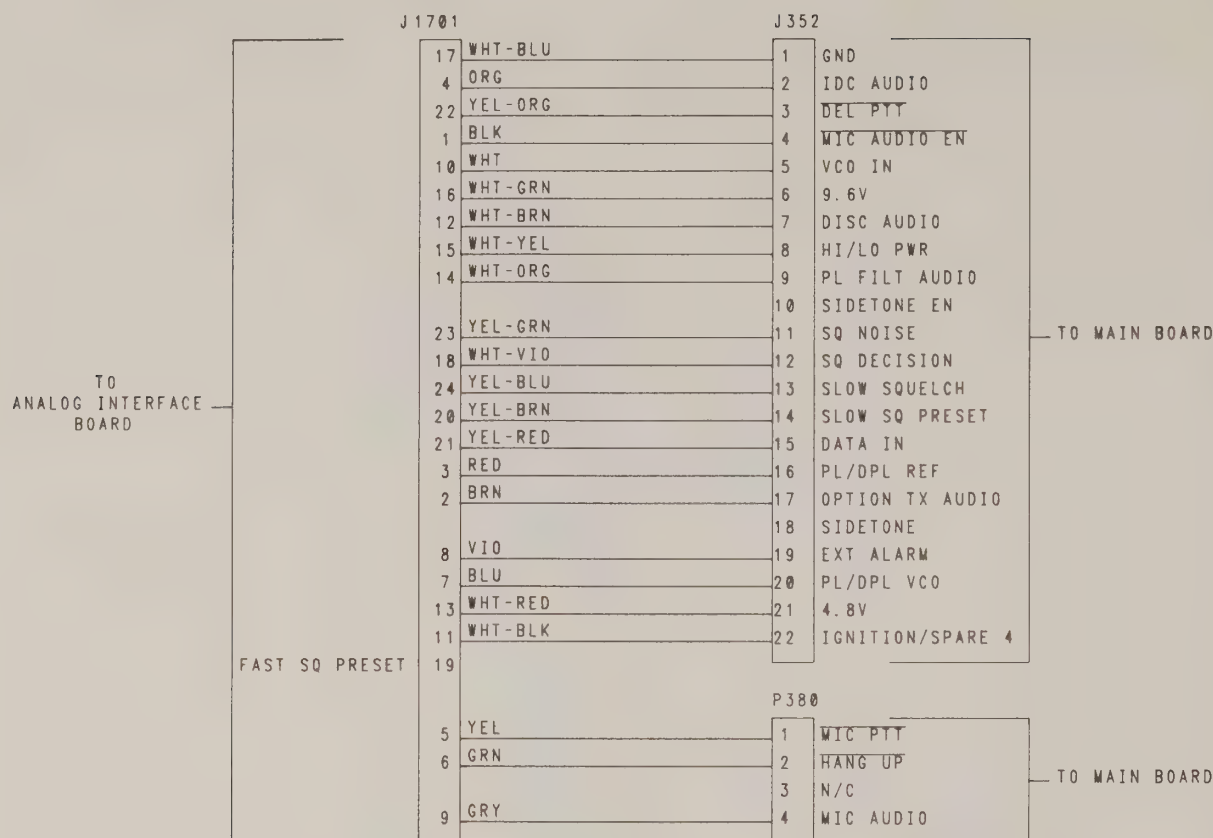 J1701 J352
17 WHT-BLU 1 GND
4 ORG 2 IDC AUDIO
22 YEL-ORG 3 DEL PTT
1 BLK 4 MIC AUDIO EN
10 WHT 5 VCO IN
16 WHT-GRN 6 9.6V
12 WHT-BRN 7 DISC AUDIO
15 WHT-YEL 8 HI/LO PWR
14 WHT-ORG 9 PL FILT AUDIO
10 SIDETONE EN
23 YEL-GRN 11 SQ NOISE
TO MAIN BOARD
18 WHT-VIO 12 SQ DECISION
24 YEL-BLU 13 SLOW SQUELCH
TO
ANALOG INTERFACE
BOARD
20 YEL-BRN 14 SLOW SQ PRESET
21 YEL-RED 15 DATA IN
3 RED 16 PL/DPL REF
2 BRN 17 OPTION TX AUDIO
18 SIDETONE
8 VIO 19 EXT ALARM
7 BLU 20 PL/DPL VCO
13 WHT-RED 21 4.8V
11 WHT-BLK 22 IGNITION/SPARE 4
FAST SQ PRESET 19
P380
5 YEL 1 MIC PTT
6 GRN 2 HANG UP
TO MAIN BOARD
3 N/C
9 GRY 4 MIC AUDIO